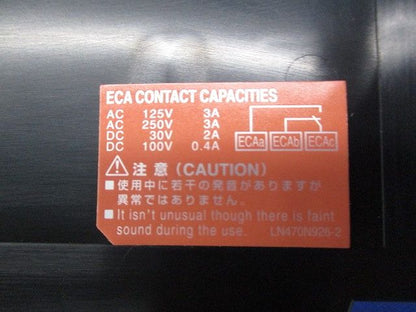 ECA CONTACT CAPACITIES
AC 125V 3A
AC 250V 3A
DC 30V 2A
DC 100V 0.4A
ECAa ECAb ECAc
注意 (CAUTION)
■使用中に若干の発音がありますが
異常ではありません。
■It isn't unusual though there is faint
sound during the use. LN470N926-2